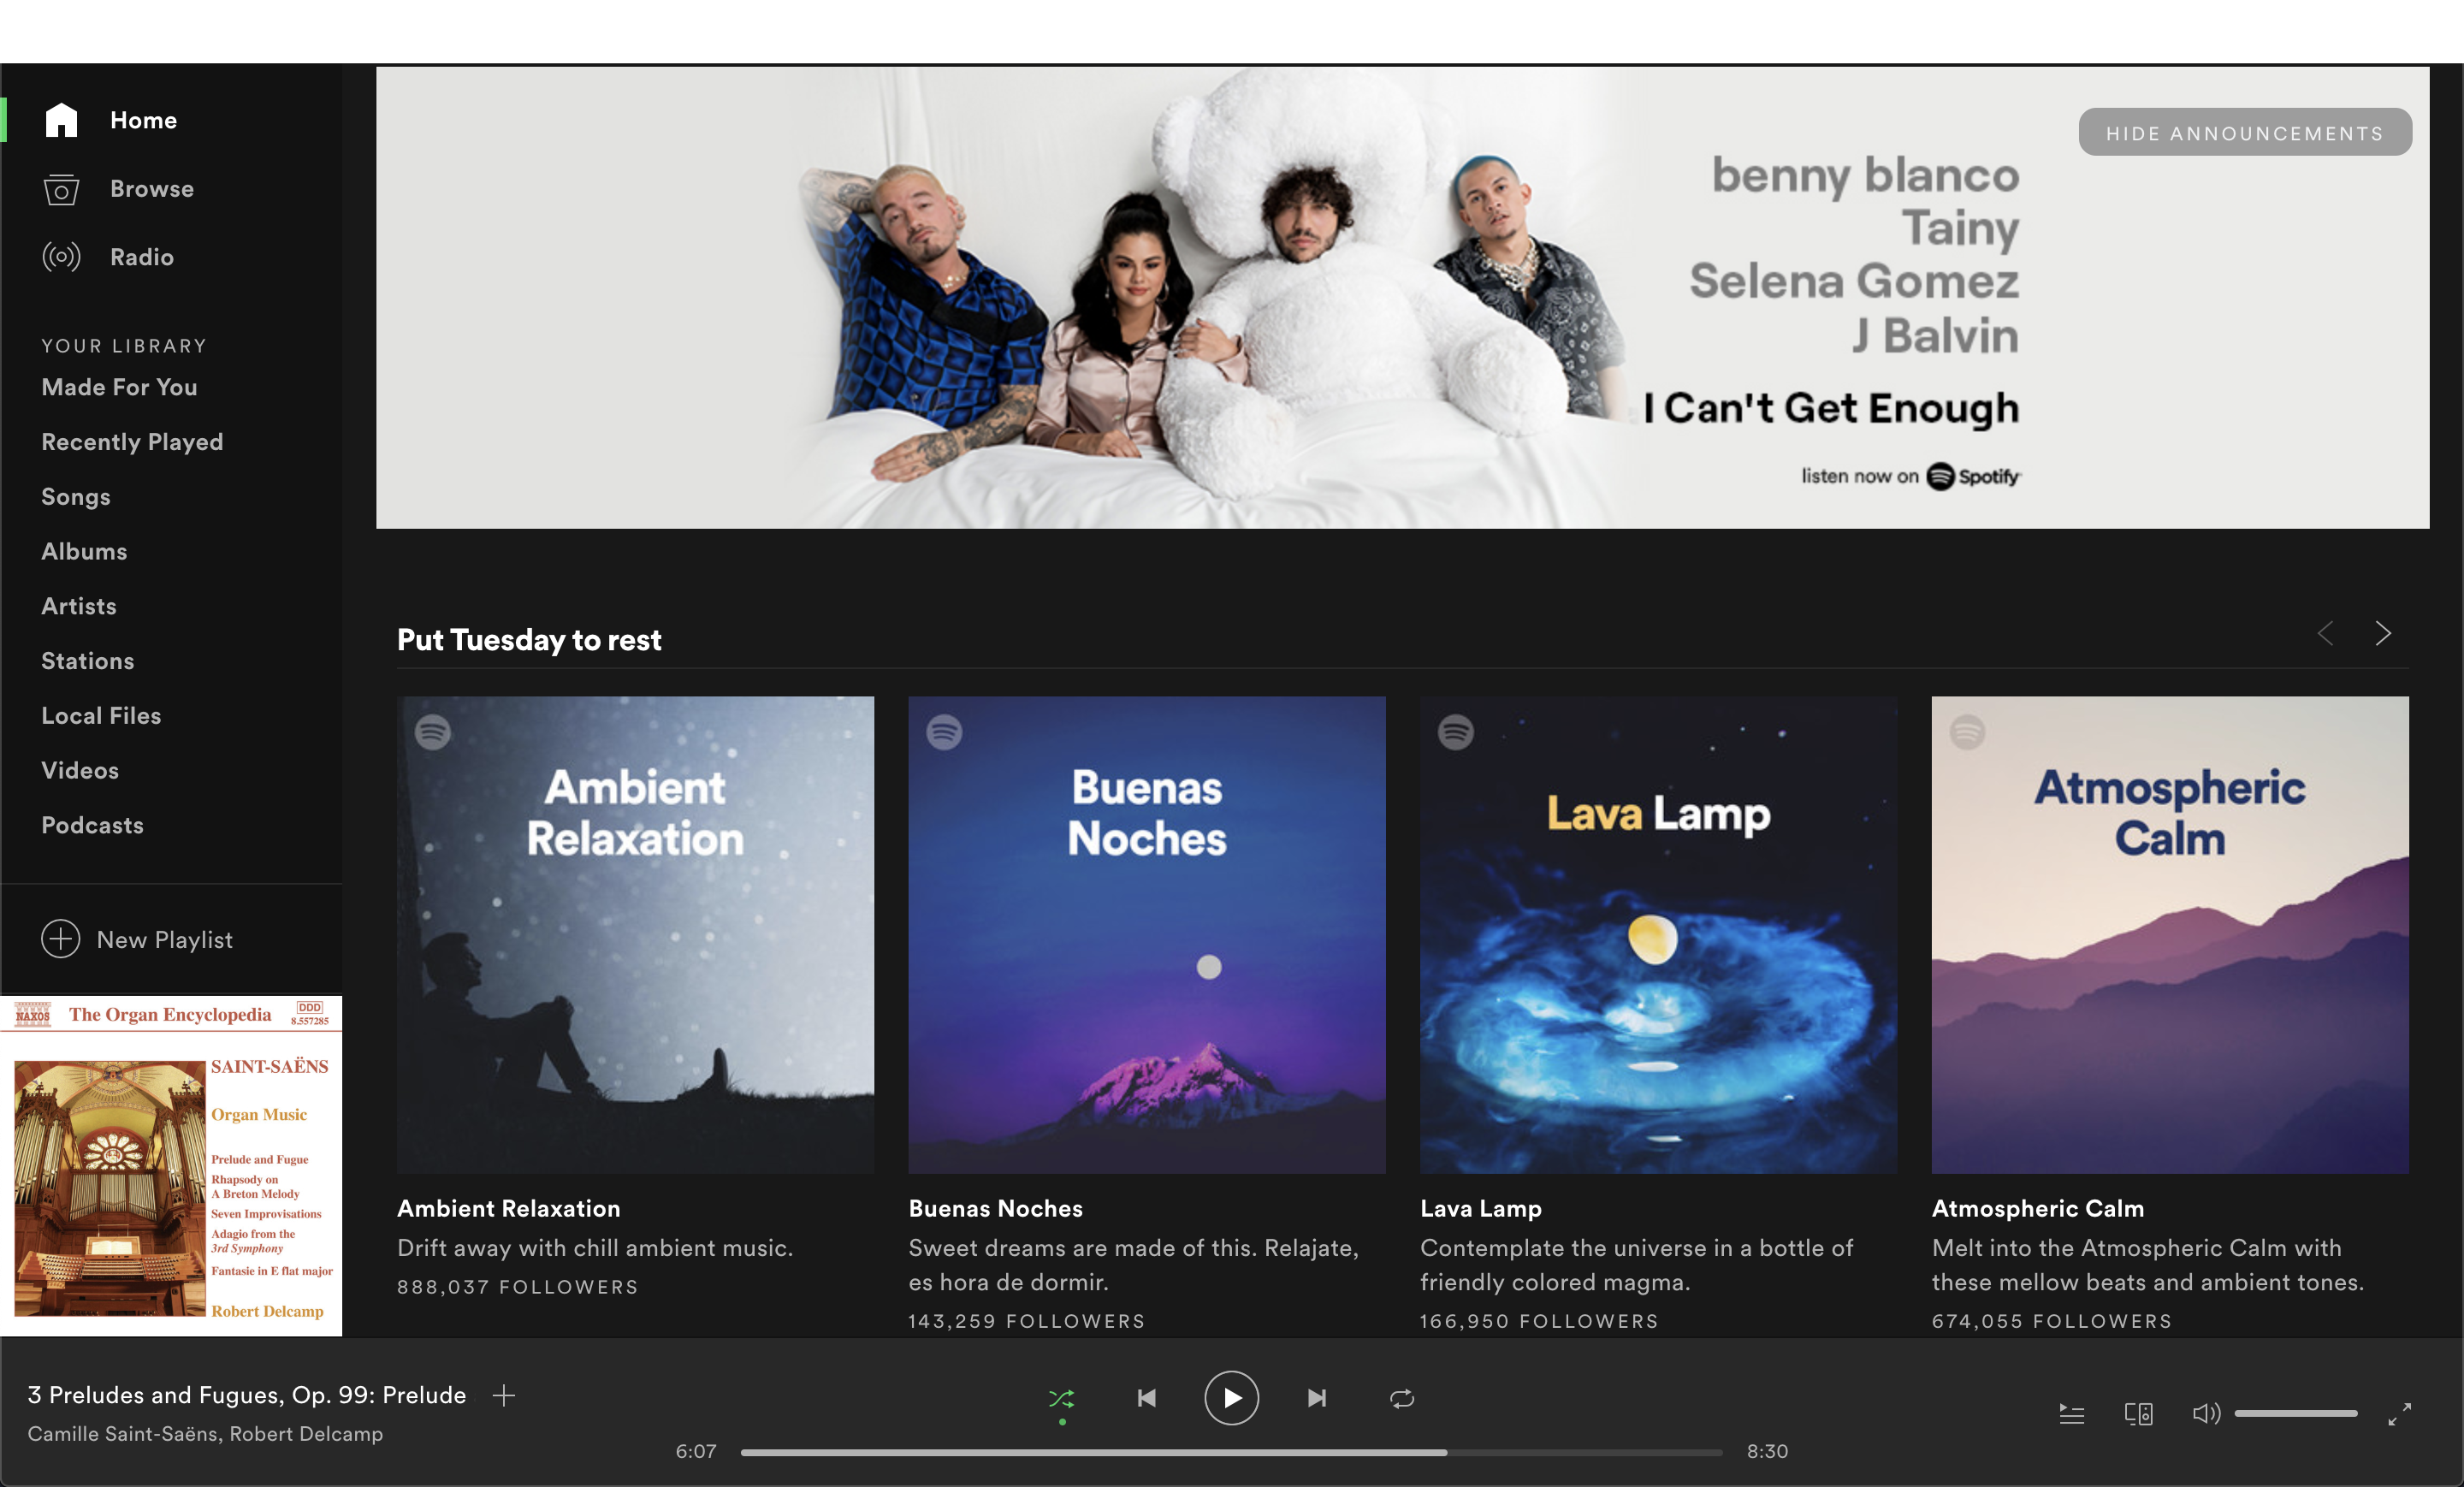 Home
Browse
Radio
YOUR LIBRARY
Made For You
Recently Played
Songs
Albums
Artists
Stations
Local Files
Videos
Podcasts
New Playlist
NAXOS
The Organ Encyclopedia
DDD
8.557285
SAINT-SAËNS
Organ Music
Prelude and Fugue
Rhapsody on
A Breton Melody
Seven Improvisations
Adagio from the
3rd Symphony
Fantasie in E flat major
Robert Delcamp
HIDE ANNOUNCEMENTS
benny blanco
Tainy
Selena Gomez
J Balvin
I Can't Get Enough
listen now on Spotify
Put Tuesday to rest
Ambient
Relaxation
Ambient Relaxation
Drift away with chill ambient music.
888,037 FOLLOWERS
Buenas
Noches
Buenas Noches
Sweet dreams are made of this. Relajate,
es hora de dormir.
143,259 FOLLOWERS
Lava Lamp
Lava Lamp
Contemplate the universe in a bottle of
friendly colored magma.
166,950 FOLLOWERS
Atmospheric
Calm
Atmospheric Calm
Melt into the Atmospheric Calm with
these mellow beats and ambient tones.
674,055 FOLLOWERS
3 Preludes and Fugues, Op. 99: Prelude
Camille Saint-Saëns, Robert Delcamp
6:07
8:30